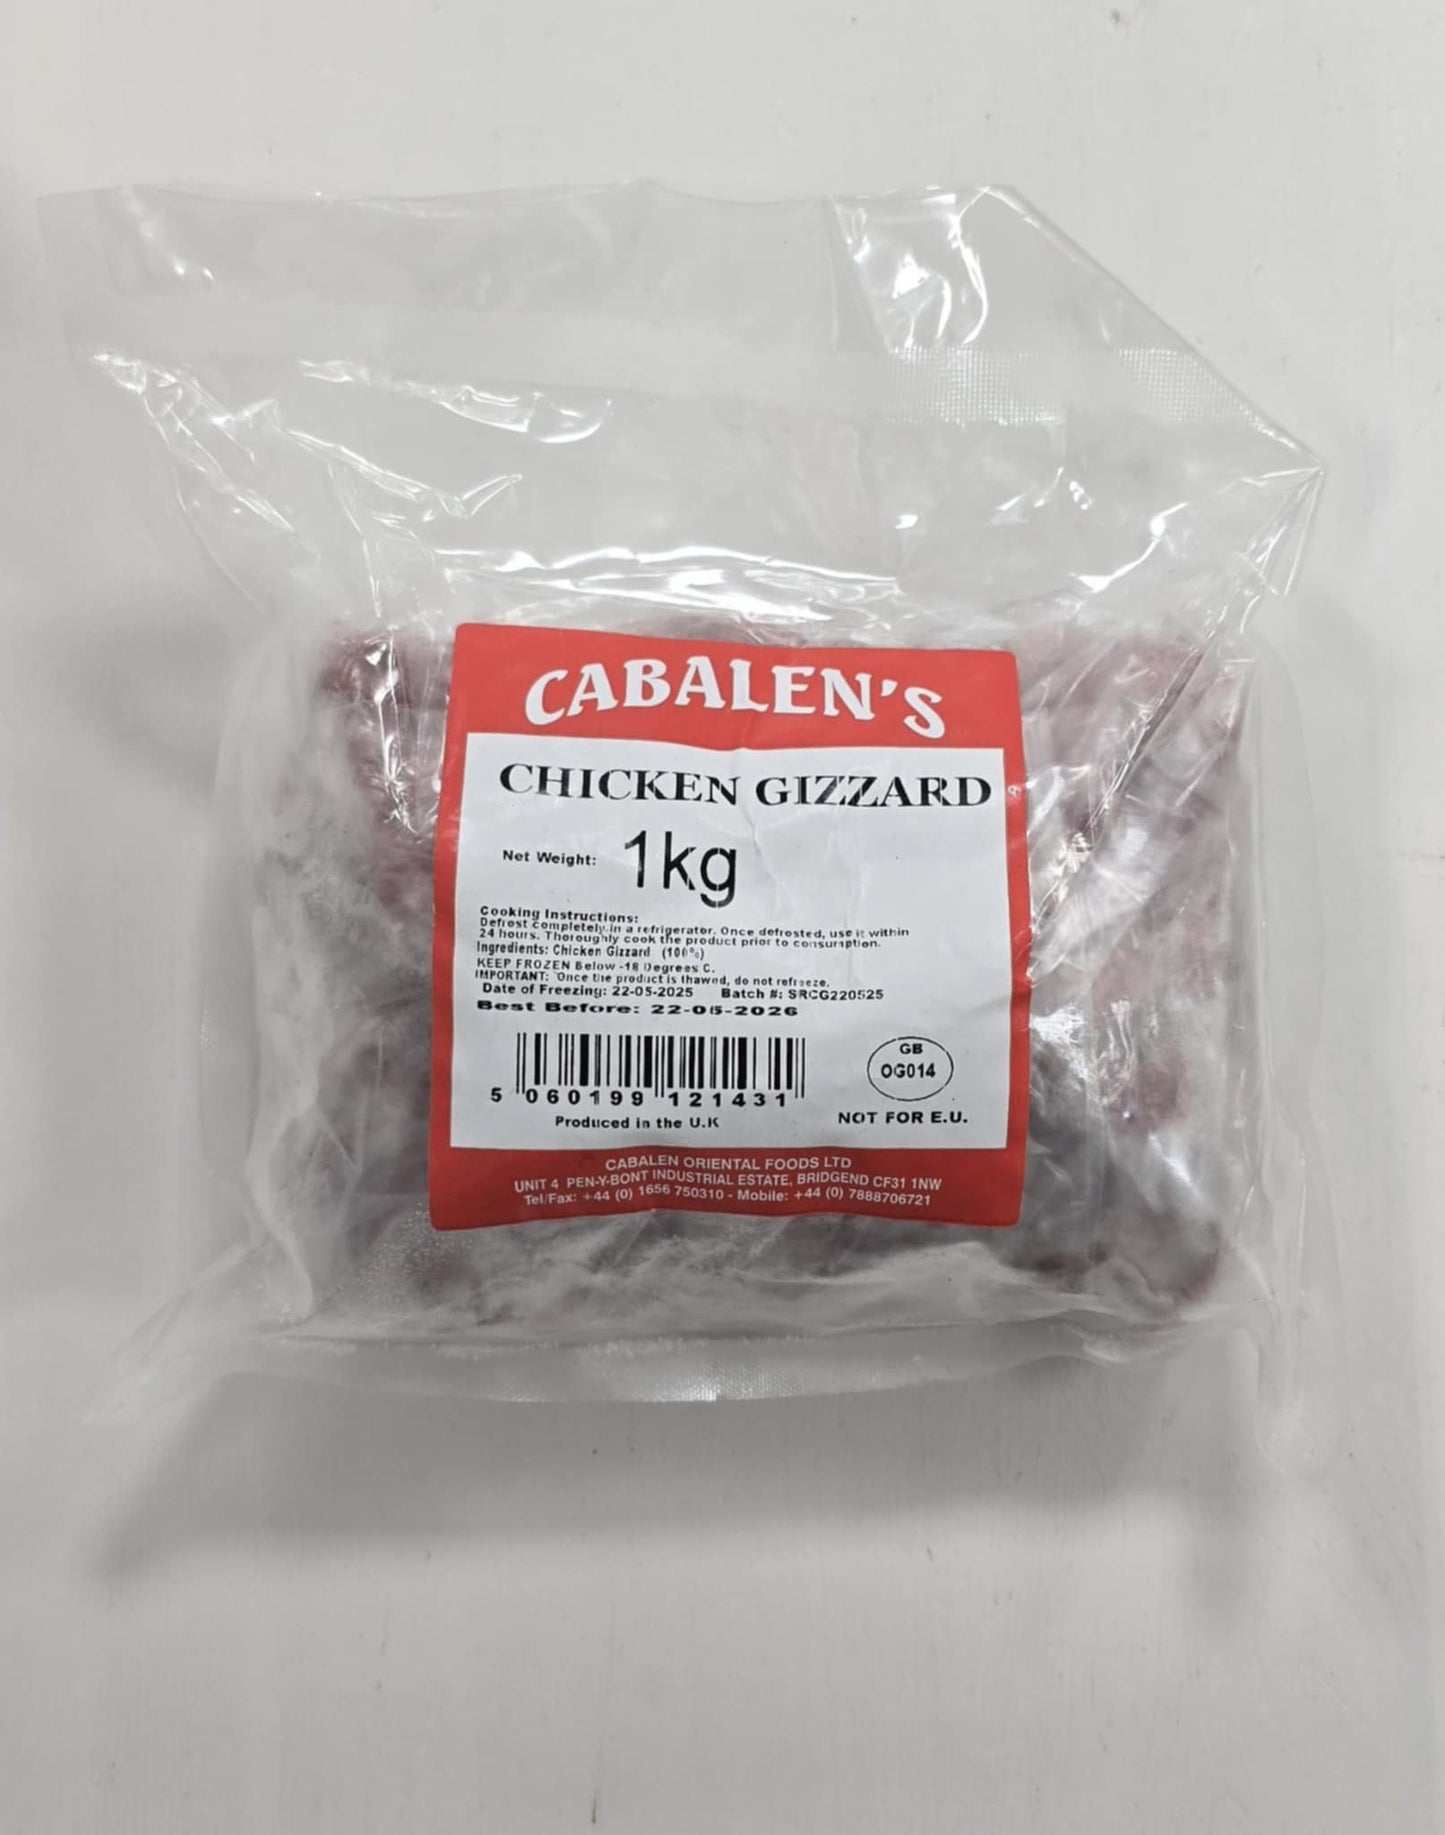 CABALEN'S
CHICKEN GIZZARD
Net Weight: 1kg
Cooking Instructions:
Defrost completely in a refrigerator. Once defrosted, use it within
24 hours. Thoroughly cook the product prior to consumption.
Ingredients: Chicken Gizzard (100%)
KEEP FROZEN Below -18 Degrees C.
IMPORTANT: Once the product is thawed, do not refreeze.
Date of Freezing: 22-05-2025 Batch #: SRCG220525
Best Before: 22-05-2026
5 060199 121431
Produced in the U.K
GB
OG014
NOT FOR E.U.
CABALEN ORIENTAL FOODS LTD
UNIT 4 PEN-Y-BONT INDUSTRIAL ESTATE, BRIDGEND CF31 1NW
Tel/Fax: +44 (0) 1656 750310 - Mobile: +44 (0) 7888706721